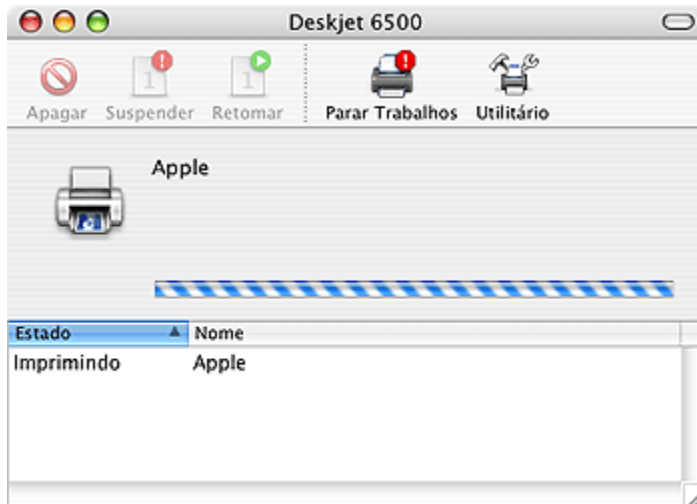 Deskjet 6500
Apagar Suspender Retomar Parar Trabalhos Utilitário
Apple
Estado Nome
Imprimindo Apple